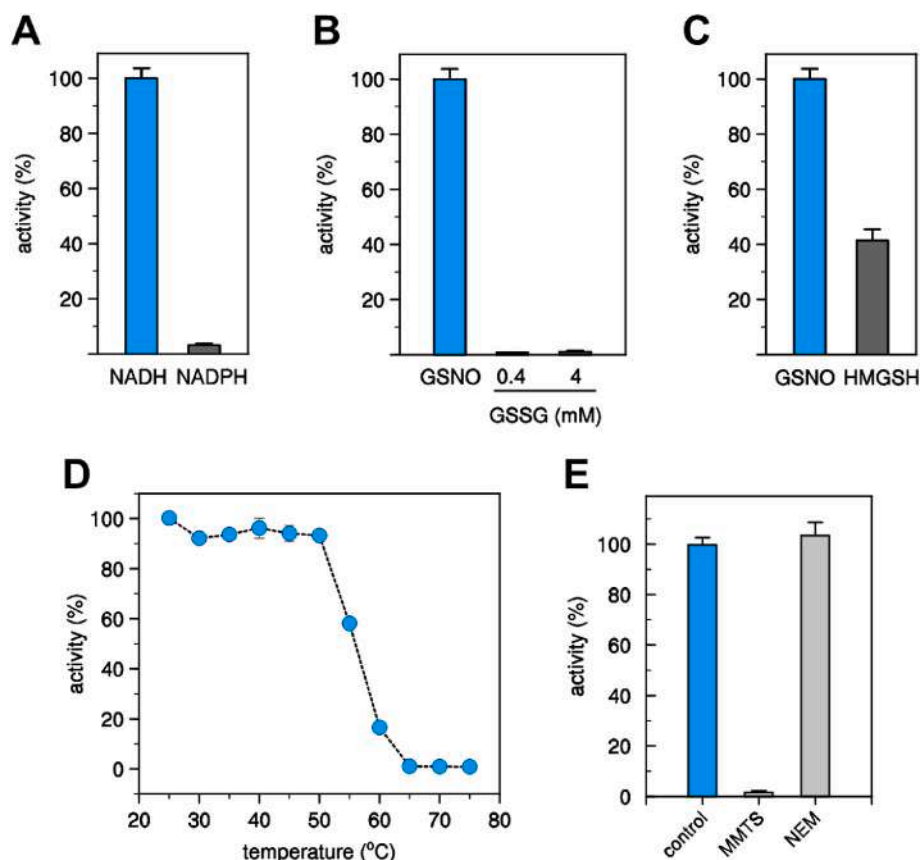 A
B
C
activity (%)
100
80
60
40
20
NADH NADPH
activity (%)
100
80
60
40
20
GSNO 0.4 4
GSSG (mM)
activity (%)
100
80
60
40
20
GSNO HMGSH
D
E
activity (%)
100
80
60
40
20
0
20 30 40 50 60 70 80
temperature (°C)
activity (%)
100
80
60
40
20
0
control MMTS NEM